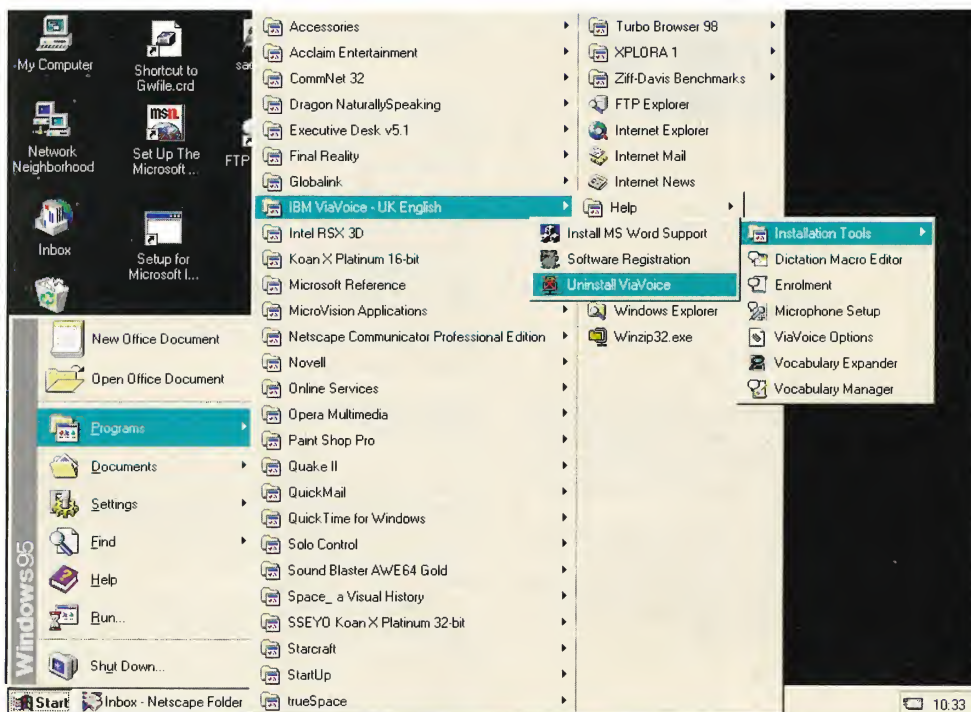 My Computer
Shortcut to
Gwfile.crd
Network
Neighborhood
msn.
Set Up The
Microsoft ...
FTP
Inbox
Setup for
Microsoft I...
Windows95
New Office Document
Open Office Document
Programs
Documents
Settings
Find
Help
Run...
Shut Down...
Accessories
Acclaim Entertainment
CommNet 32
Dragon NaturallySpeaking
Executive Desk v5.1
Final Reality
Globalink
IBM ViaVoice - UK English
Intel RSX 3D
Koan X Platinum 16-bit
Microsoft Reference
MicroVision Applications
Netscape Communicator Professional Edition
Novell
Online Services
Opera Multimedia
Paint Shop Pro
Quake II
QuickMail
QuickTime for Windows
Solo Control
Sound Blaster AWE64 Gold
Space_ a Visual History
SSEYO Koan X Platinum 32-bit
Starcraft
StartUp
trueSpace
Turbo Browser 98
XPLORA 1
Ziff-Davis Benchmarks
FTP Explorer
Internet Explorer
Internet Mail
Internet News
Help
Install MS Word Support
Software Registration
Uninstall ViaVoice
Windows Explorer
Winzip32.exe
Installation Tools
Dictation Macro Editor
Enrolment
Microphone Setup
ViaVoice Options
Vocabulary Expander
Vocabulary Manager
Start
Inbox - Netscape Folder
10:33